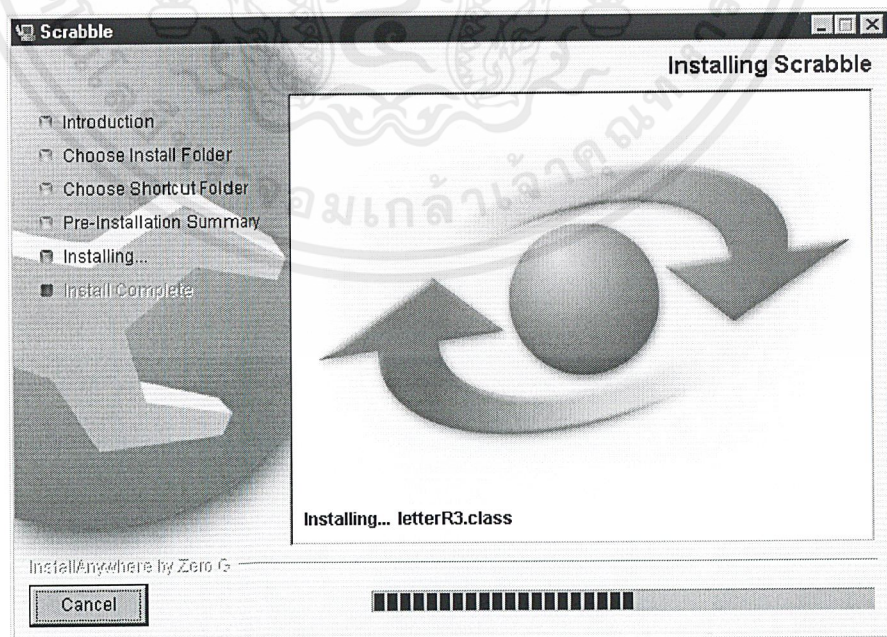 Scrabble
Installing Scrabble
Introduction
Choose Install Folder
Choose Shortcut Folder
Pre-Installation Summary
Installing...
Install Complete
Installing... letterR3.class
InstallAnywhere by Zero G
Cancel